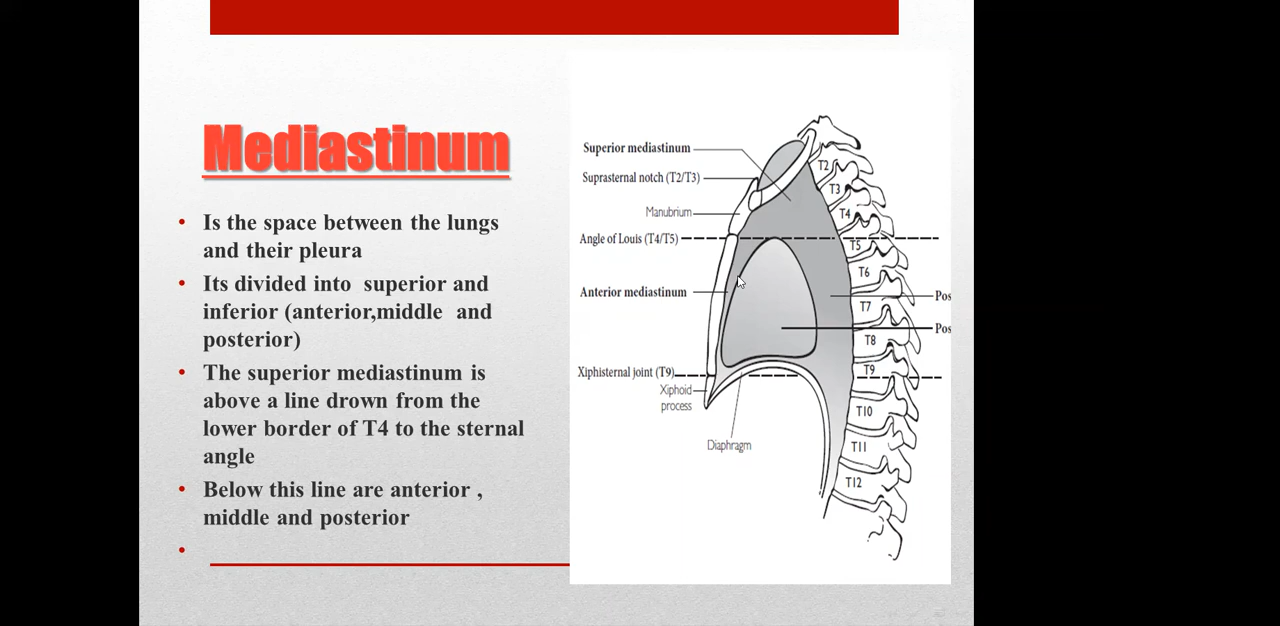 Mediastinum
• Is the space between the lungs
and their pleura
• Its divided into superior and
inferior (anterior,middle and
posterior)
• The superior mediastinum is
above a line drown from the
lower border of T4 to the sternal
angle
• Below this line are anterior ,
middle and posterior
•
Superior mediastinum
Suprasternal notch (T2/T3)
Manubrium
Angle of Louis (T4/T5)
Anterior mediastinum
Xiphisternal joint (T9)
Xiphoid
process
Diaphragm
T2
T3
T4
T5
T6
T7
T8
T9
T10
T11
T12
Pos
Pos